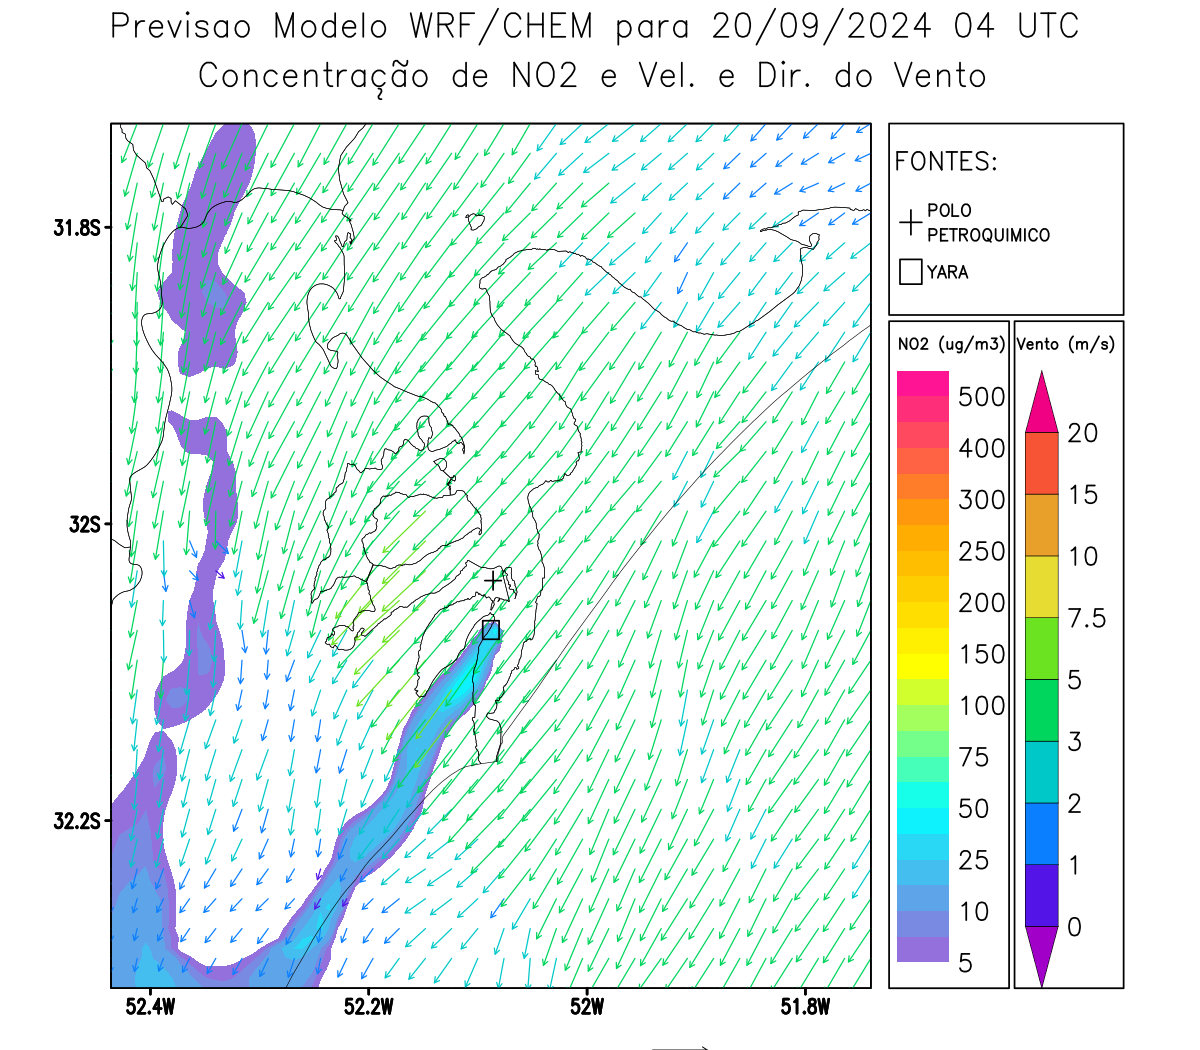 Previsao Modelo WRF/CHEM para 20/09/2024 04 UTC
Concentração de NO2 e Vel. e Dir. do Vento
FONTES:
POLO
PETROQUIMICO
YARA
NO2 (ug/m3)
500
400
300
250
200
150
100
75
50
25
10
5
Vento (m/s)
20
15
10
7.5
5
3
2
1
0
31.8S
32S
32.2S
52.4W
52.2W
52W
51.8W